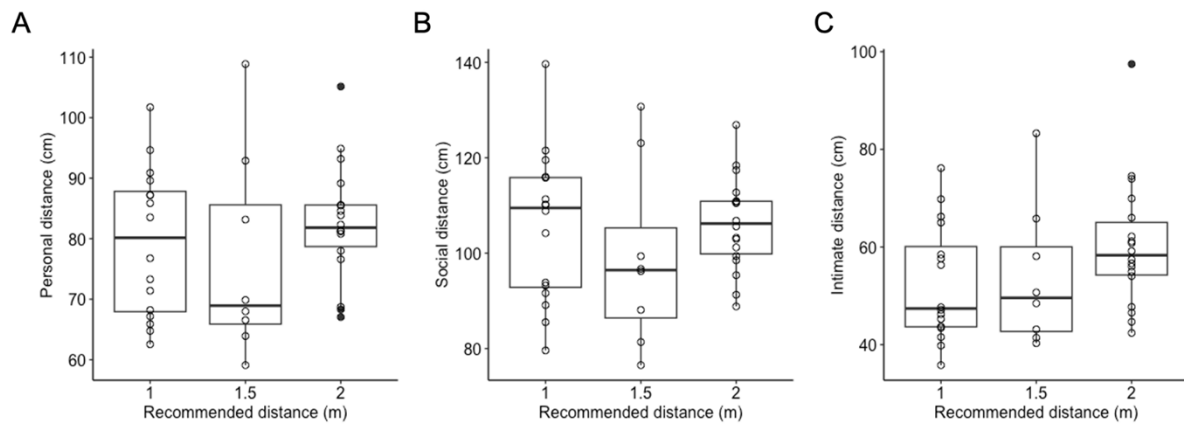 A
B
C
Personal distance (cm)
110
100
90
80
70
60
1
1.5
2
Recommended distance (m)
Social distance (cm)
140
120
100
80
1
1.5
2
Recommended distance (m)
Intimate distance (cm)
100
80
60
40
1
1.5
2
Recommended distance (m)